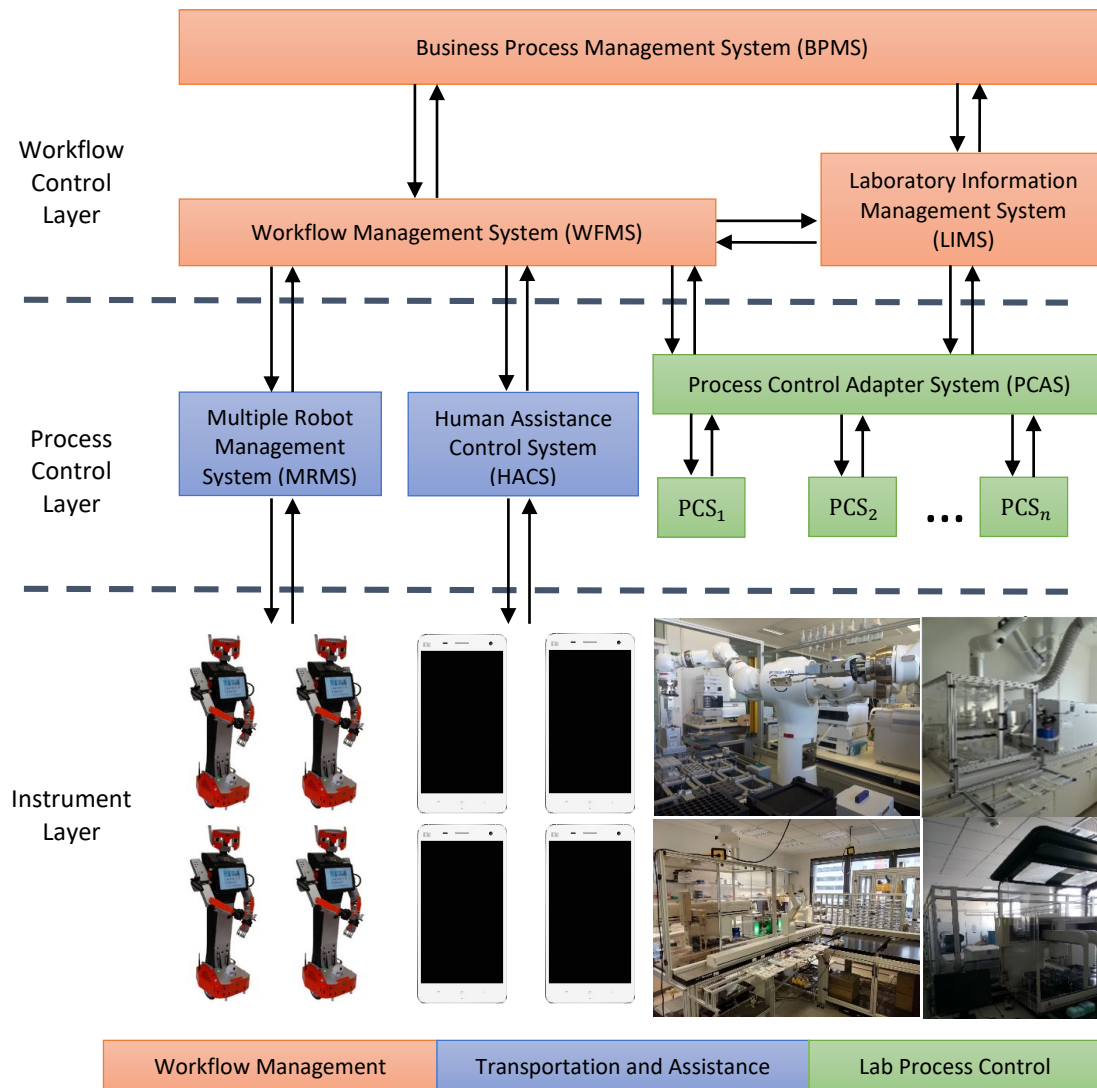 Business Process Management System (BPMS)
Workflow
Control
Layer
Laboratory Information
Management System
(LIMS)
Workflow Management System (WFMS)
Process Control Adapter System (PCAS)
Multiple Robot
Management
System (MRMS)
Human Assistance
Control System
(HACS)
Process
Control
Layer
PCS₁
PCS₂
...
PCSₙ
Instrument
Layer
Workflow Management
Transportation and Assistance
Lab Process Control